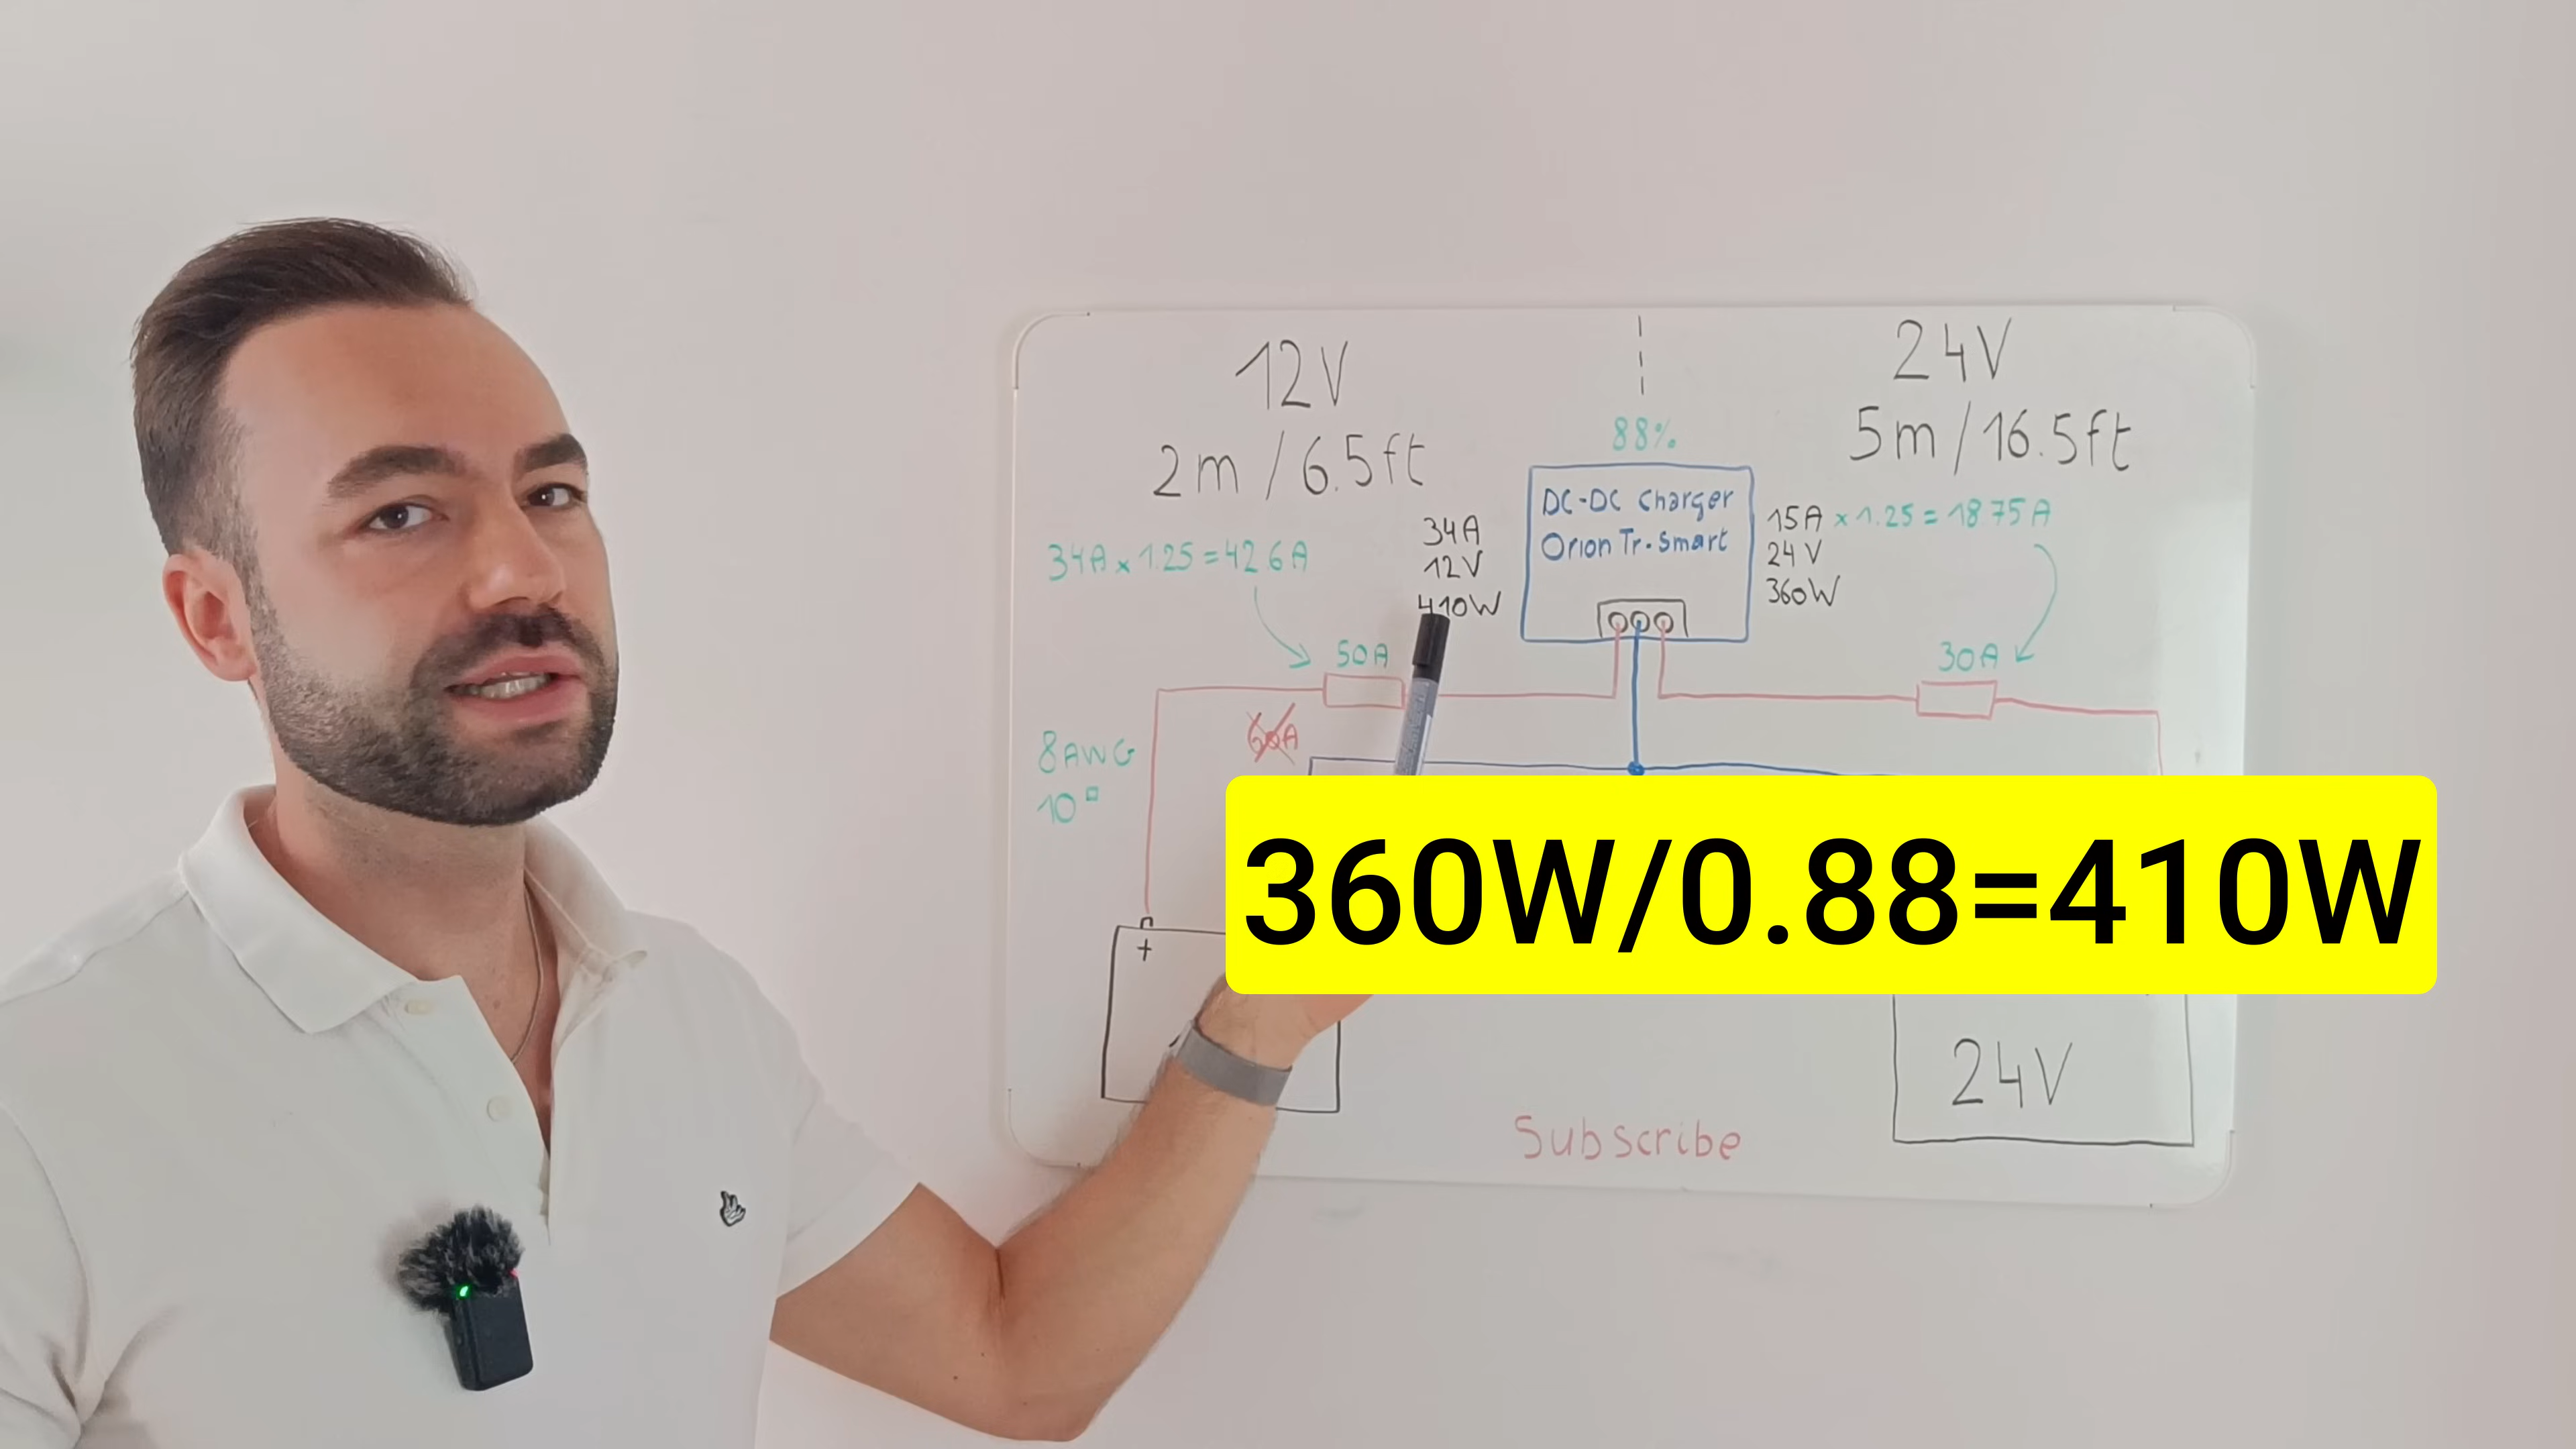 12V
2m / 6.5ft
24V
5m / 16.5ft
88%
DC-DC Charger
Orion Tr-Smart
34A
12V
410W
15A x 1.25 = 18.75A
24V
360W
34A x 1.25 = 42.6A
50A
30A
60A
8AWG
10
+
360W/0.88=410W
24V
Subscribe